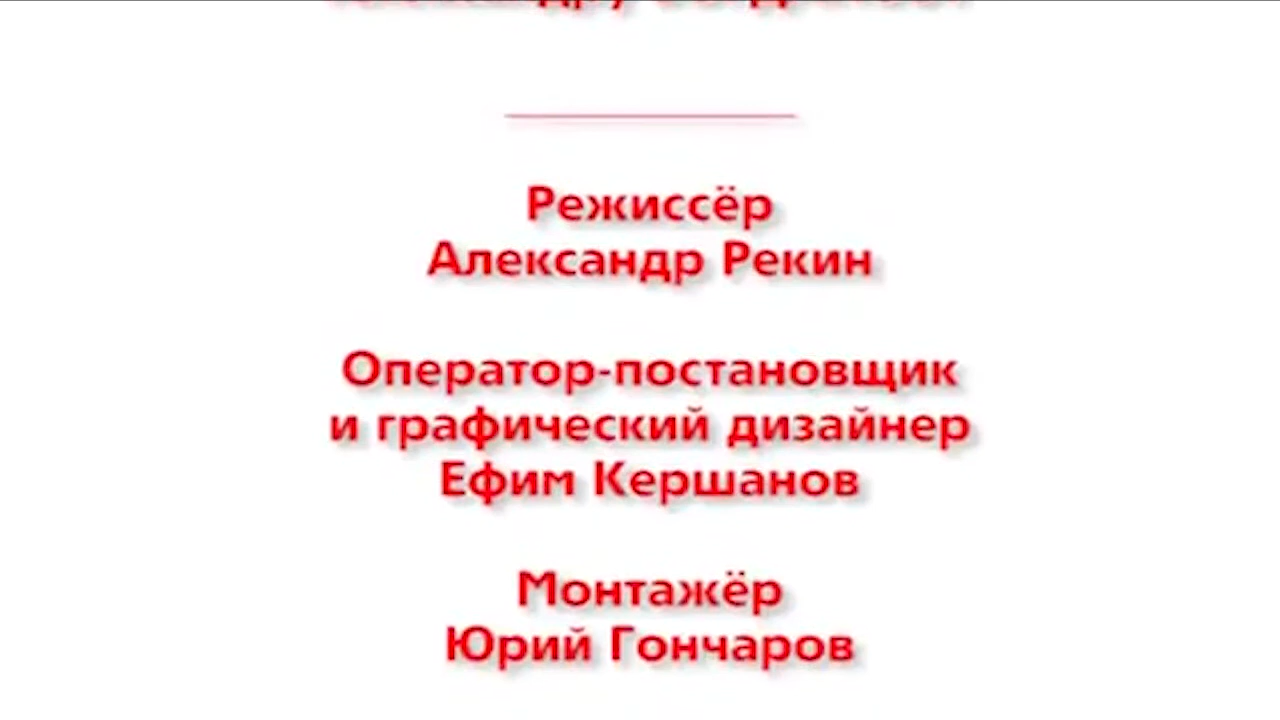 Режиссёр
Александр Рекин
Оператор-постановщик
и графический дизайнер
Ефим Кершанов
Монтажёр
Юрий Гончаров